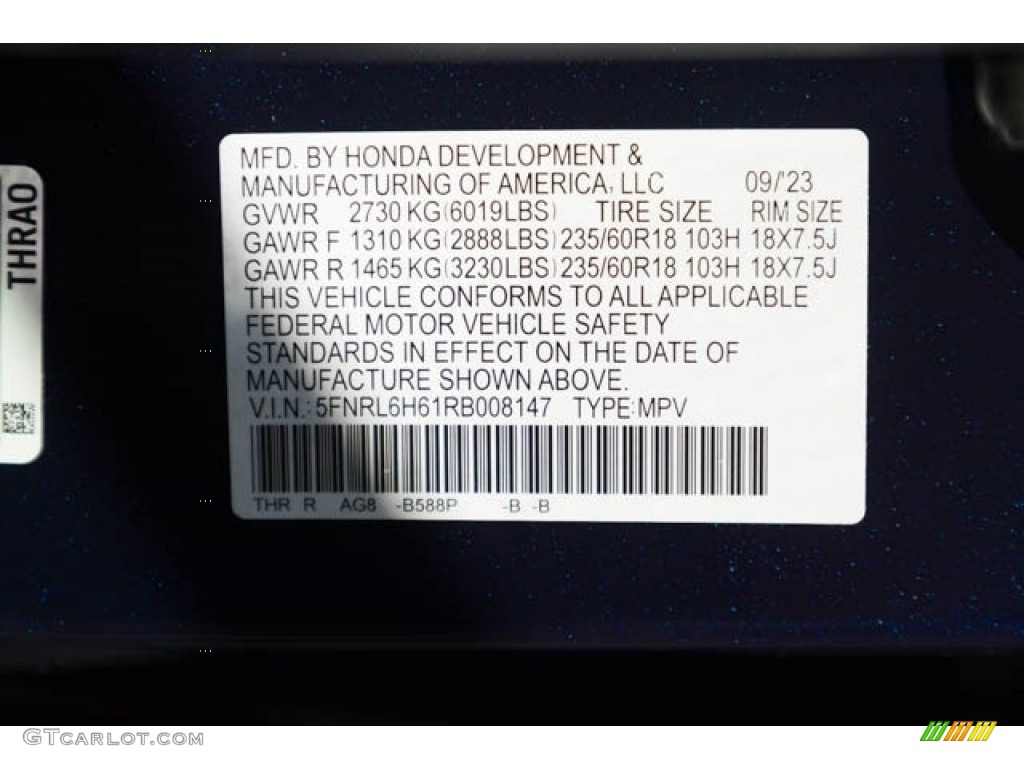 MFD. BY HONDA DEVELOPMENT &
MANUFACTURING OF AMERICA, LLC 09/'23
GVWR 2730 KG(6019LBS) TIRE SIZE RIM SIZE
GAWR F 1310 KG(2888LBS) 235/60R18 103H 18X7.5J
GAWR R 1465 KG(3230LBS) 235/60R18 103H 18X7.5J
THIS VEHICLE CONFORMS TO ALL APPLICABLE
FEDERAL MOTOR VEHICLE SAFETY
STANDARDS IN EFFECT ON THE DATE OF
MANUFACTURE SHOWN ABOVE.
V.I.N.: 5FNRL6H61RB008147 TYPE:MPV
THR R AG8 -B588P -B -B
THRAO
GTCARLOT.COM